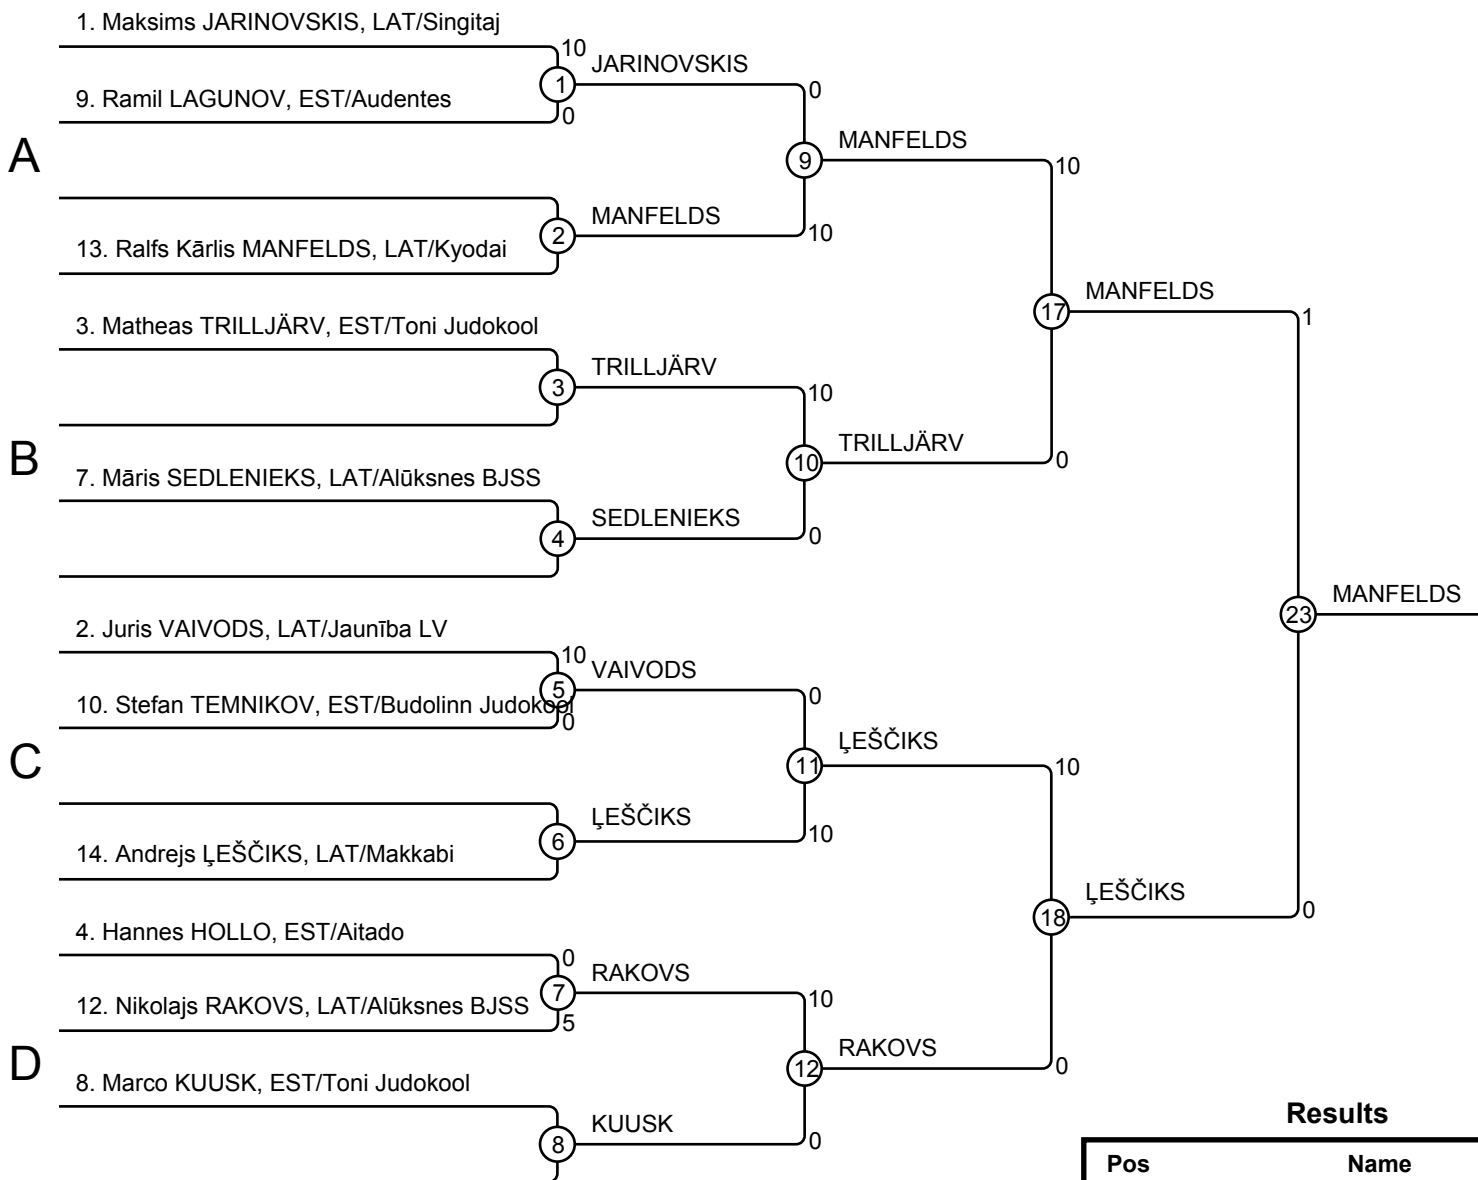 1. Maksims JARINOVSKIS, LAT/Singitaj
10
JARINOVSKIS
1
0
9. Ramil LAGUNOV, EST/Audentes
0
A
MANFELDS
9
10
MANFELDS
2
10
13. Ralfs Kārlis MANFELDS, LAT/Kyodai
MANFELDS
17
1
3. Matheas TRILLJÄRV, EST/Toni Judokool
TRILLJÄRV
3
10
B
TRILLJÄRV
10
0
7. Māris SEDLENIEKS, LAT/Alūksnes BJSS
SEDLENIEKS
4
0
MANFELDS
23
2. Juris VAIVODS, LAT/Jaunība LV
10
VAIVODS
5
0
10. Stefan TEMNIKOV, EST/Budolinn Judokool
0
C
ĻEŠČIKS
11
10
ĻEŠČIKS
6
10
14. Andrejs ĻEŠČIKS, LAT/Makkabi
ĻEŠČIKS
18
0
4. Hannes HOLLO, EST/Aitado
0
RAKOVS
7
10
12. Nikolajs RAKOVS, LAT/Alūksnes BJSS
5
D
RAKOVS
12
0
8. Marco KUUSK, EST/Toni Judokool
KUUSK
8
0
Results
Pos Name